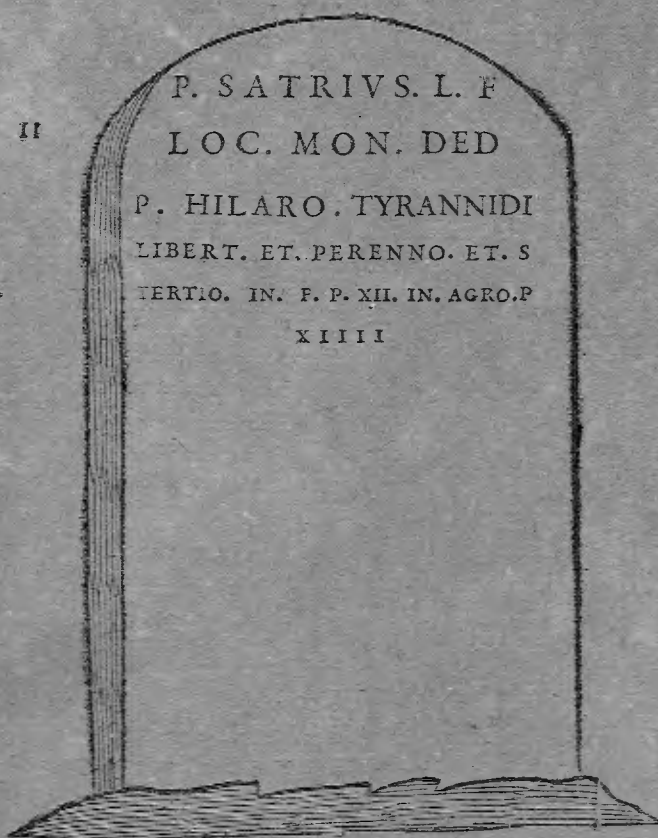 II
P. SATRIVS. L. F
LOC. MON. DED
P. HILARO. TYRANNIDI
LIBERT. ET. PERENNO. ET. S
TERTIO. IN. F. P. XII. IN. AGRO. P
XIIII